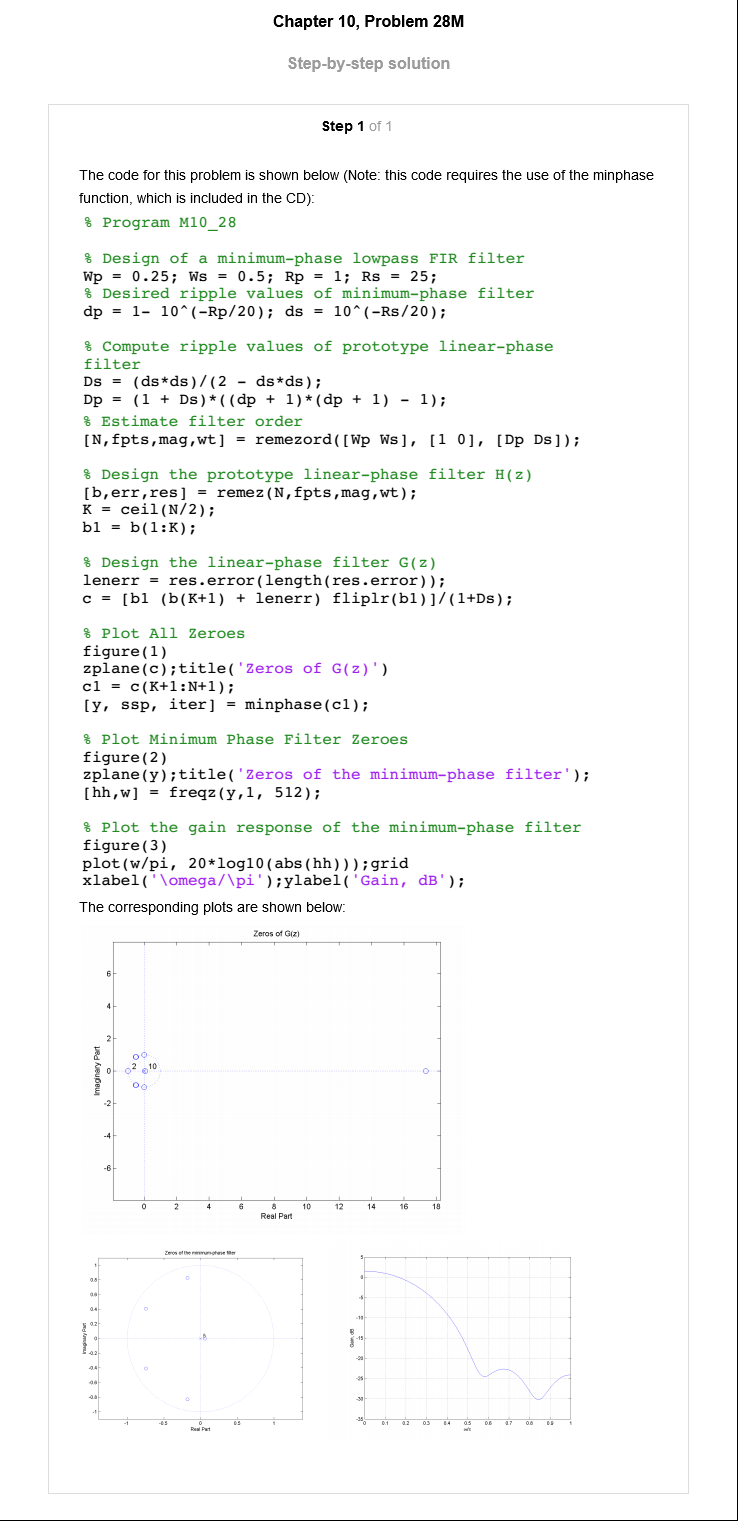 Chapter 10, Problem 28M
Step-by-step solution
Step 1 of 1
The code for this problem is shown below (Note: this code requires the use of the minphase
function, which is included in the CD):
% Program M10_28
% Design of a minimum-phase lowpass FIR filter
Wp = 0.25; Ws = 0.5; Rp = 1; Rs = 25;
% Desired ripple values of minimum-phase filter
dp = 1- 10^(-Rp/20); ds = 10^(-Rs/20);
% Compute ripple values of prototype linear-phase
filter
Ds = (ds*ds)/(2 - ds*ds);
Dp = (1 + Ds)*((dp + 1)*(dp + 1) - 1);
% Estimate filter order
[N,fpts,mag,wt] = remezord([Wp Ws], [1 0], [Dp Ds]);
% Design the prototype linear-phase filter H(z)
[b,err,res] = remez(N,fpts,mag,wt);
K = ceil(N/2);
b1 = b(1:K);
% Design the linear-phase filter G(z)
lenerr = res.error(length(res.error));
c = [b1 (b(K+1) + lenerr) fliplr(b1)]/(1+Ds);
% Plot All Zeroes
figure(1)
zplane(c);title('Zeros of G(z)')
c1 = c(K+1:N+1);
[y, ssp, iter] = minphase(c1);
% Plot Minimum Phase Filter Zeroes
figure(2)
zplane(y);title('Zeros of the minimum-phase filter');
[hh,w] = freqz(y,1, 512);
% Plot the gain response of the minimum-phase filter
figure(3)
plot(w/pi, 20*log10(abs(hh)));grid
xlabel('\omega/\pi');ylabel('Gain, dB');
The corresponding plots are shown below:
Zeros of G(z)
6
4
2
0
-2
-4
-6
Imaginary Part
2 10
0 2 4 6 8 10 12 14 16 18
Real Part
Zeros of the minimum-phase filter
1
0.8
0.6
0.4
0.2
0
-0.2
-0.4
-0.6
-0.8
-1
Imaginary Part
-1 -0.5 0 0.5 1
Real Part
5
0
-5
-10
-15
-20
-25
-30
-35
Gain, dB
0 0.1 0.2 0.3 0.4 0.5 0.6 0.7 0.8 0.9 1